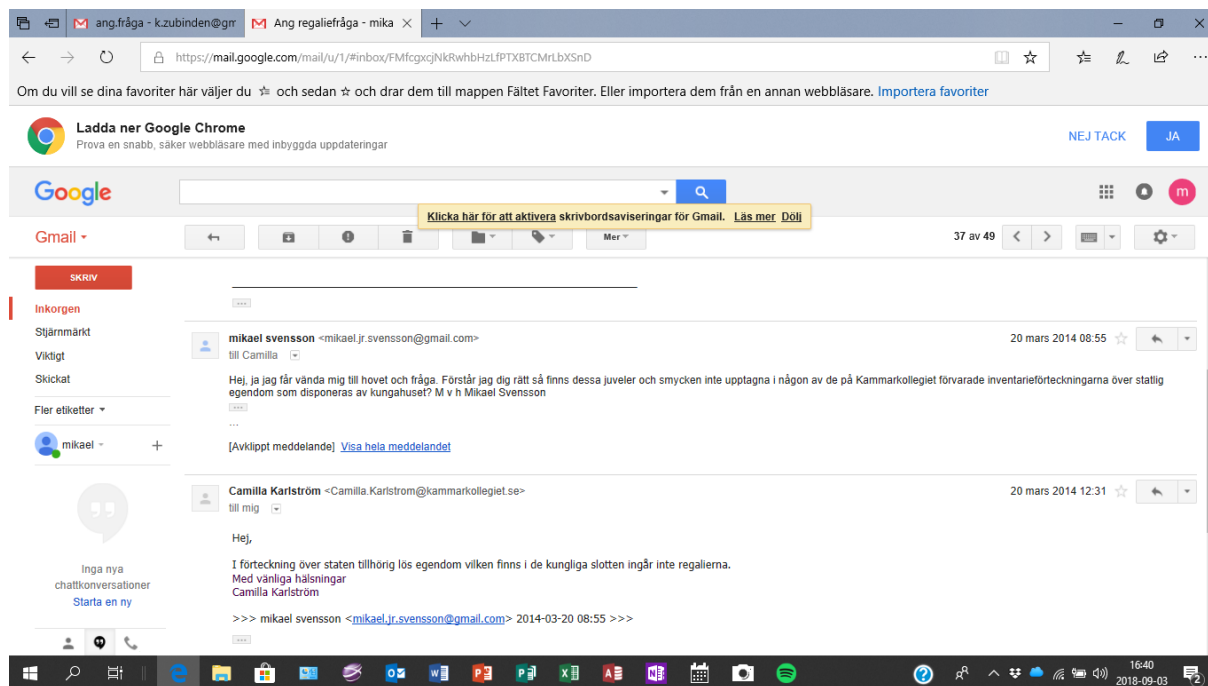 ang.fråga - k.zubinden@gm
Ang regaliefråga - mika
https://mail.google.com/mail/u/1/#inbox/FMfcgxcjNkRwhbHzLfPTXBTCMrLbXSnD
Om du vill se dina favoriter här väljer du och sedan och drar dem till mappen Fältet Favoriter. Eller importera dem från en annan webbläsare. Importera favoriter
Ladda ner Google Chrome
Prova en snabb, säker webbläsare med inbyggda uppdateringar
NEJ TACK
JA
Google
m
Klicka här för att aktivera skrivbordsaviseringar för Gmail. Läs mer Dölj
Gmail
Mer
37 av 49
SKRIV
Inkorgen
Stjärnmärkt
Viktigt
Skickat
Fler etiketter
mikael
Inga nya
chattkonversationer
Starta en ny
mikael svensson <mikael.jr.svensson@gmail.com>
20 mars 2014 08:55
till Camilla
Hej, ja jag får vända mig till hovet och fråga. Förstår jag dig rätt så finns dessa juveler och smycken inte upptagna i någon av de på Kammarkollegiet förvarade inventarieförteckningarna över statlig
egendom som disponeras av kungahuset? M v h Mikael Svensson
...
[Avklippt meddelande] Visa hela meddelandet
Camilla Karlström <Camilla.Karlstrom@kammarkollegiet.se>
20 mars 2014 12:31
till mig
Hej,
I förteckning över staten tillhörig lös egendom vilken finns i de kungliga slotten ingår inte regalierna.
Med vänliga hälsningar
Camilla Karlström
>>> mikael svensson <mikael.jr.svensson@gmail.com> 2014-03-20 08:55 >>>
16:40
2018-09-03